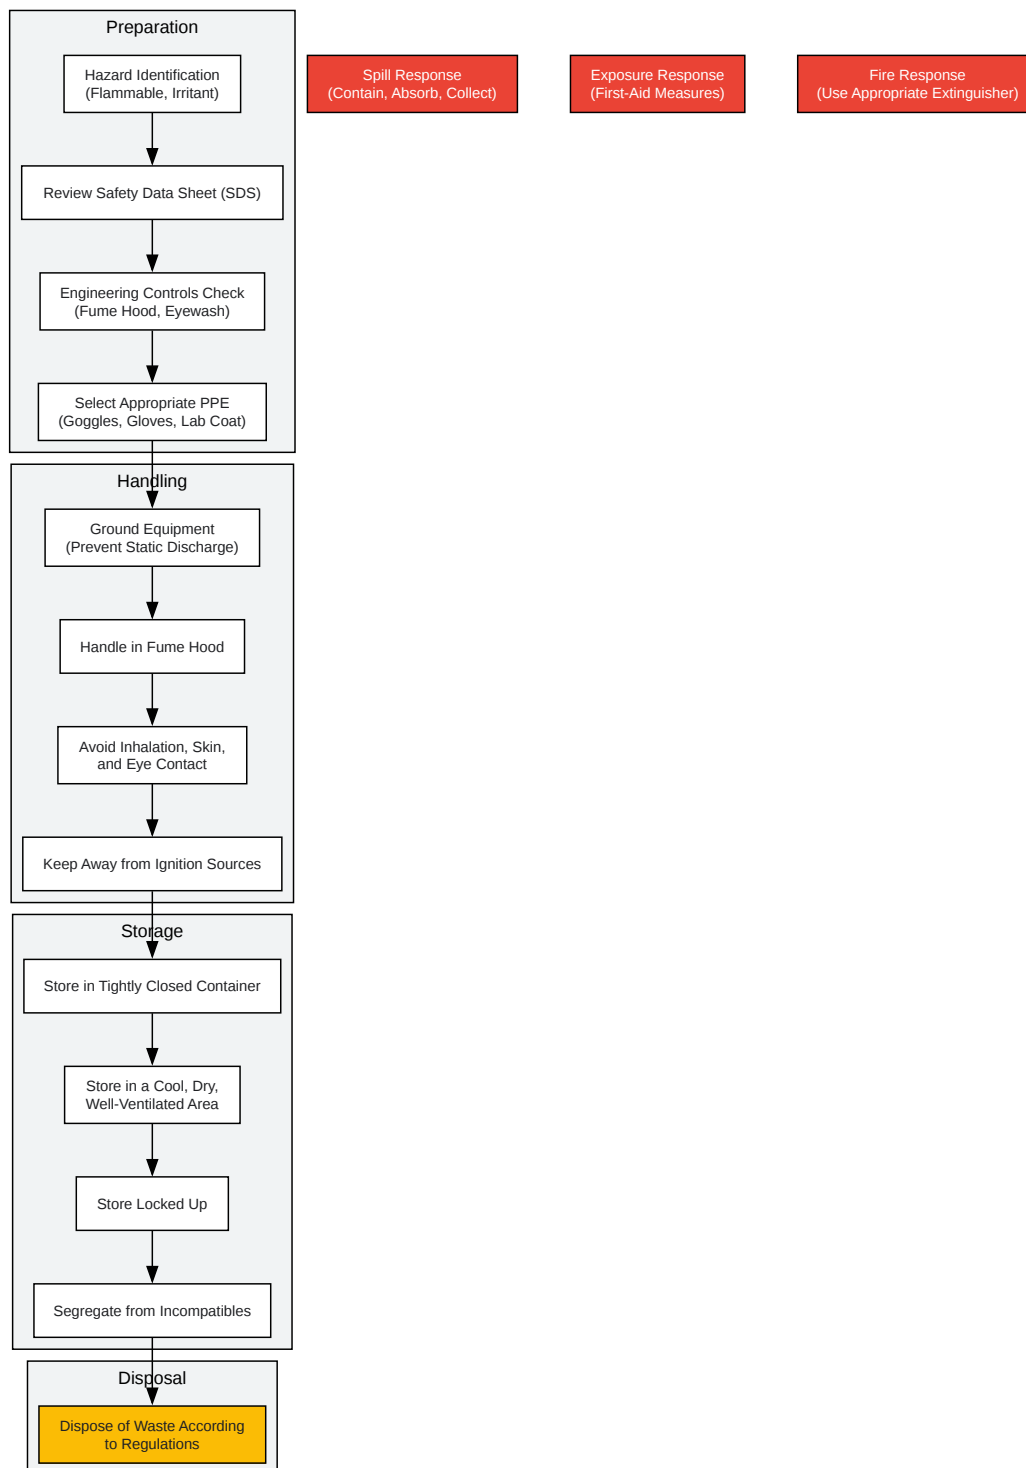 Preparation
Hazard Identification
(Flammable, Irritant)
Spill Response
(Contain, Absorb, Collect)
Exposure Response
(First-Aid Measures)
Fire Response
(Use Appropriate Extinguisher)
Review Safety Data Sheet (SDS)
Engineering Controls Check
(Fume Hood, Eyewash)
Select Appropriate PPE
(Goggles, Gloves, Lab Coat)
Handling
Ground Equipment
(Prevent Static Discharge)
Handle in Fume Hood
Avoid Inhalation, Skin,
and Eye Contact
Keep Away from Ignition Sources
Storage
Store in Tightly Closed Container
Store in a Cool, Dry,
Well-Ventilated Area
Store Locked Up
Segregate from Incompatibles
Disposal
Dispose of Waste According
to Regulations